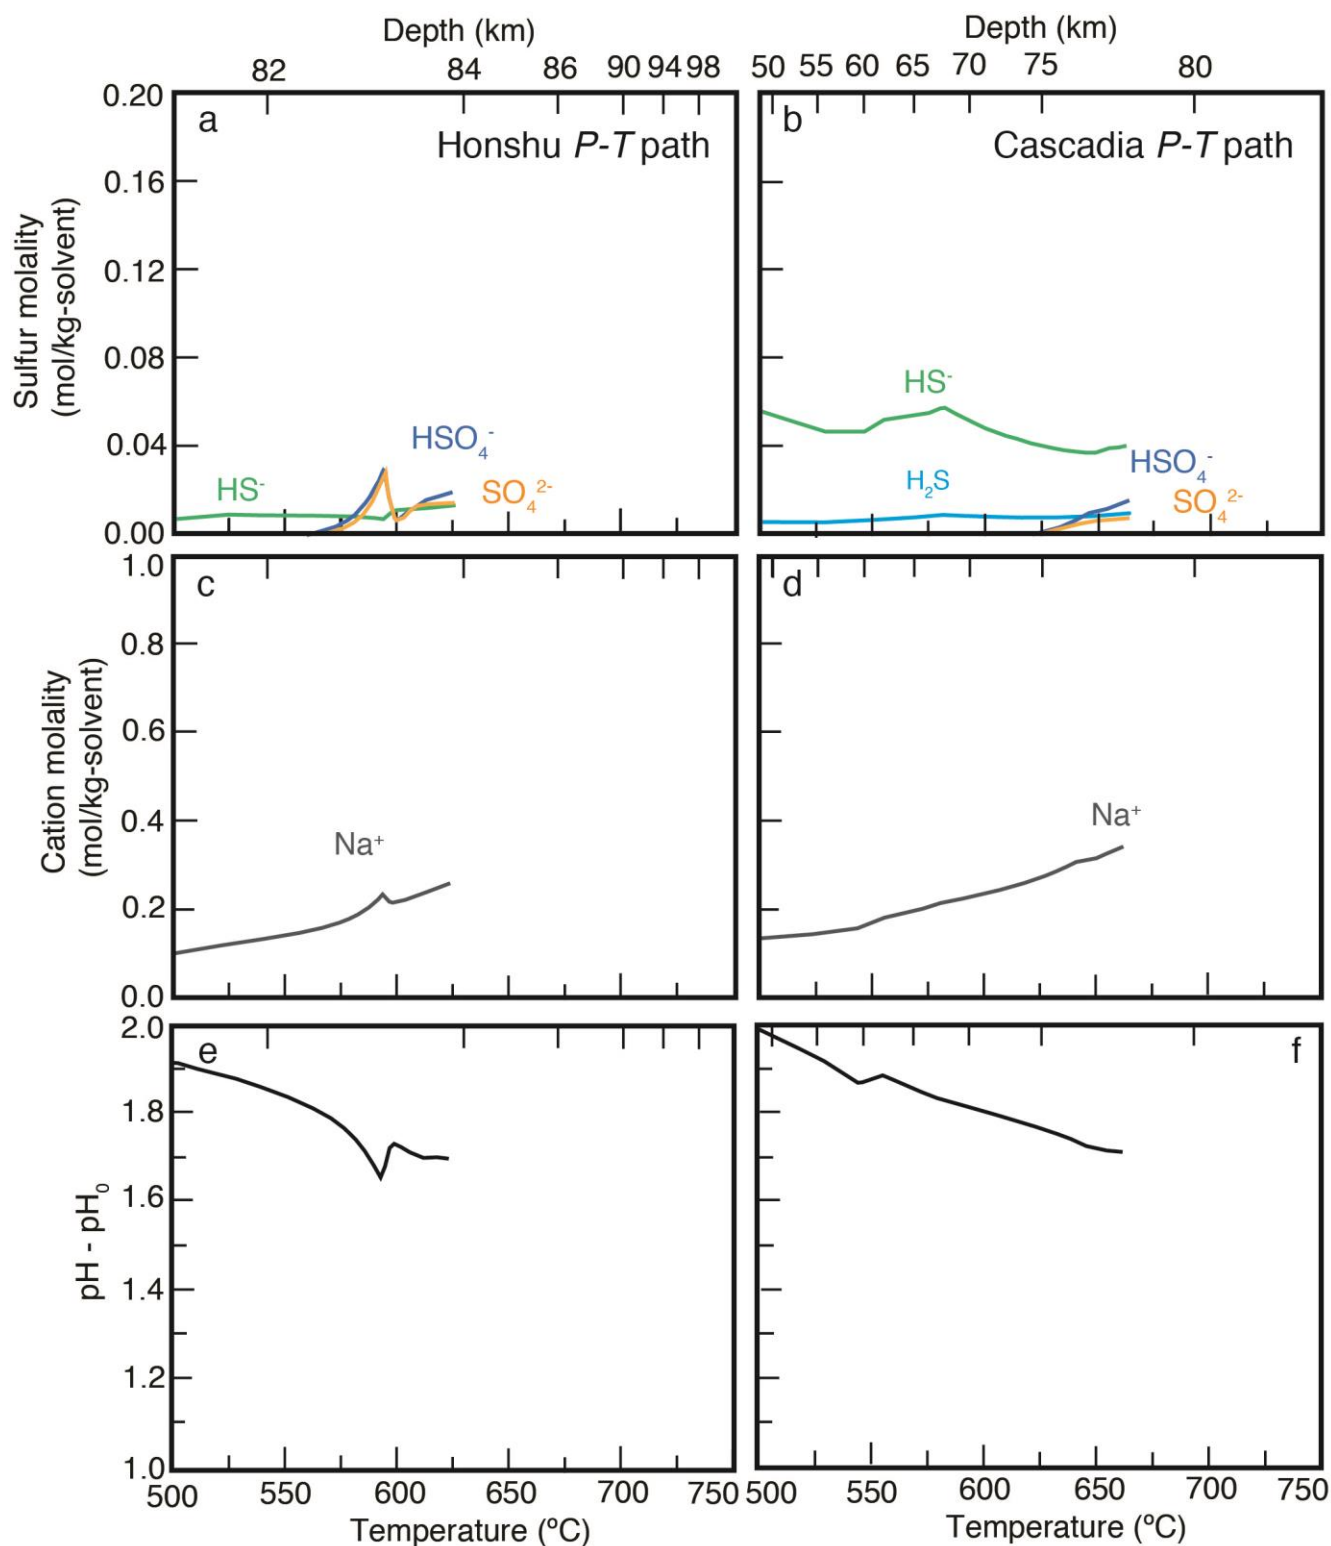 Depth (km)
82 84 86 90 94 98
Depth (km)
50 55 60 65 70 75 80
a
Honshu P-T path
b
Cascadia P-T path
Sulfur molality
(mol/kg-solvent)
0.20
0.16
0.12
0.08
0.04
0.00
HS⁻
HSO₄⁻
SO₄²⁻
HS⁻
H₂S
HSO₄⁻
SO₄²⁻
c
d
Cation molality
(mol/kg-solvent)
1.0
0.8
0.6
0.4
0.2
0.0
Na⁺
Na⁺
e
f
pH - pH₀
2.0
1.8
1.6
1.4
1.2
1.0
500 550 600 650 700 750
Temperature (ºC)
500 550 600 650 700 750
Temperature (ºC)